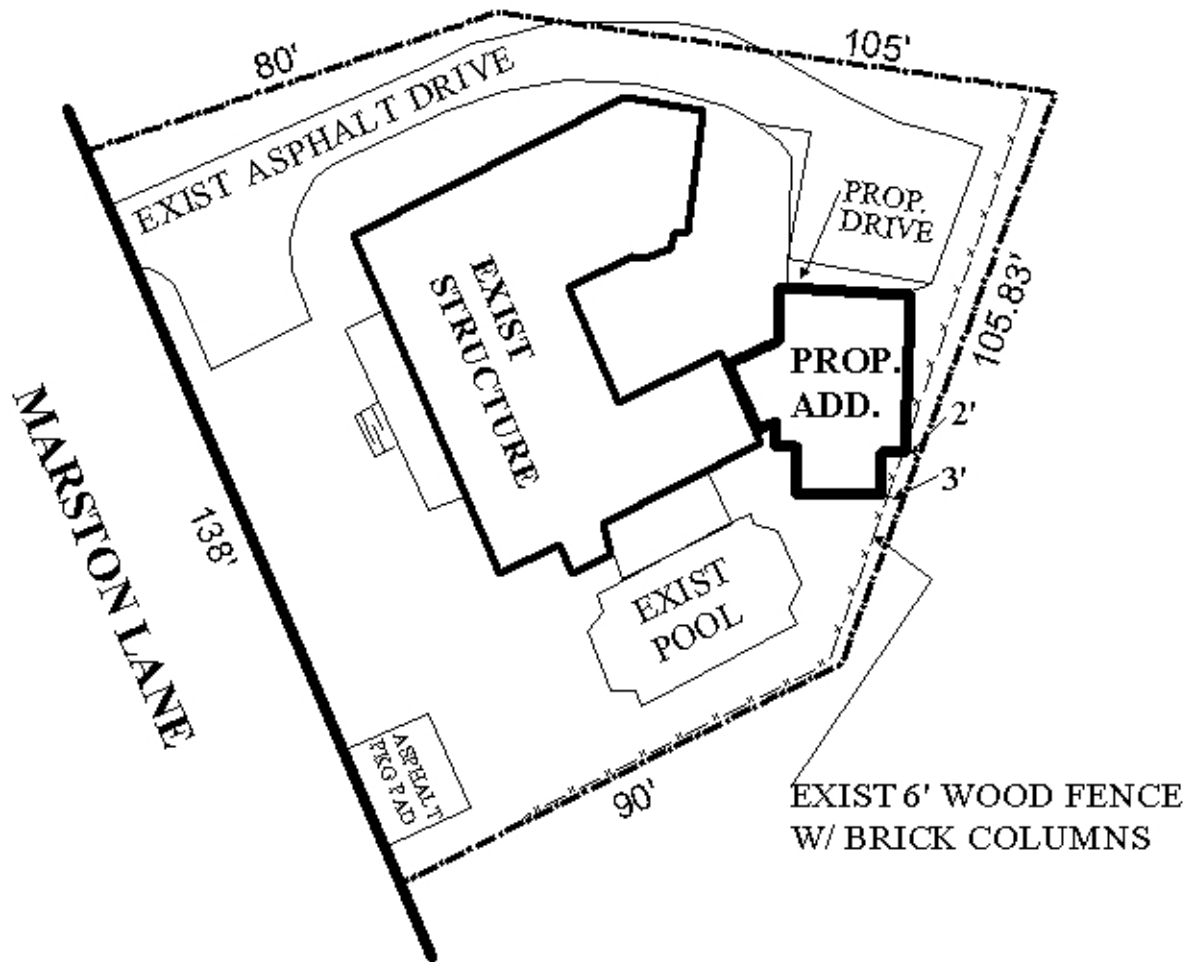 80'
105'
EXIST ASPHALT DRIVE
PROP.
DRIVE
EXIST
STRUCTURE
105.83'
PROP.
ADD.
2'
3'
MARSTON LANE
138'
EXIST
POOL
ASPHALT
PKG PAD
90'
EXIST 6' WOOD FENCE
W/ BRICK COLUMNS